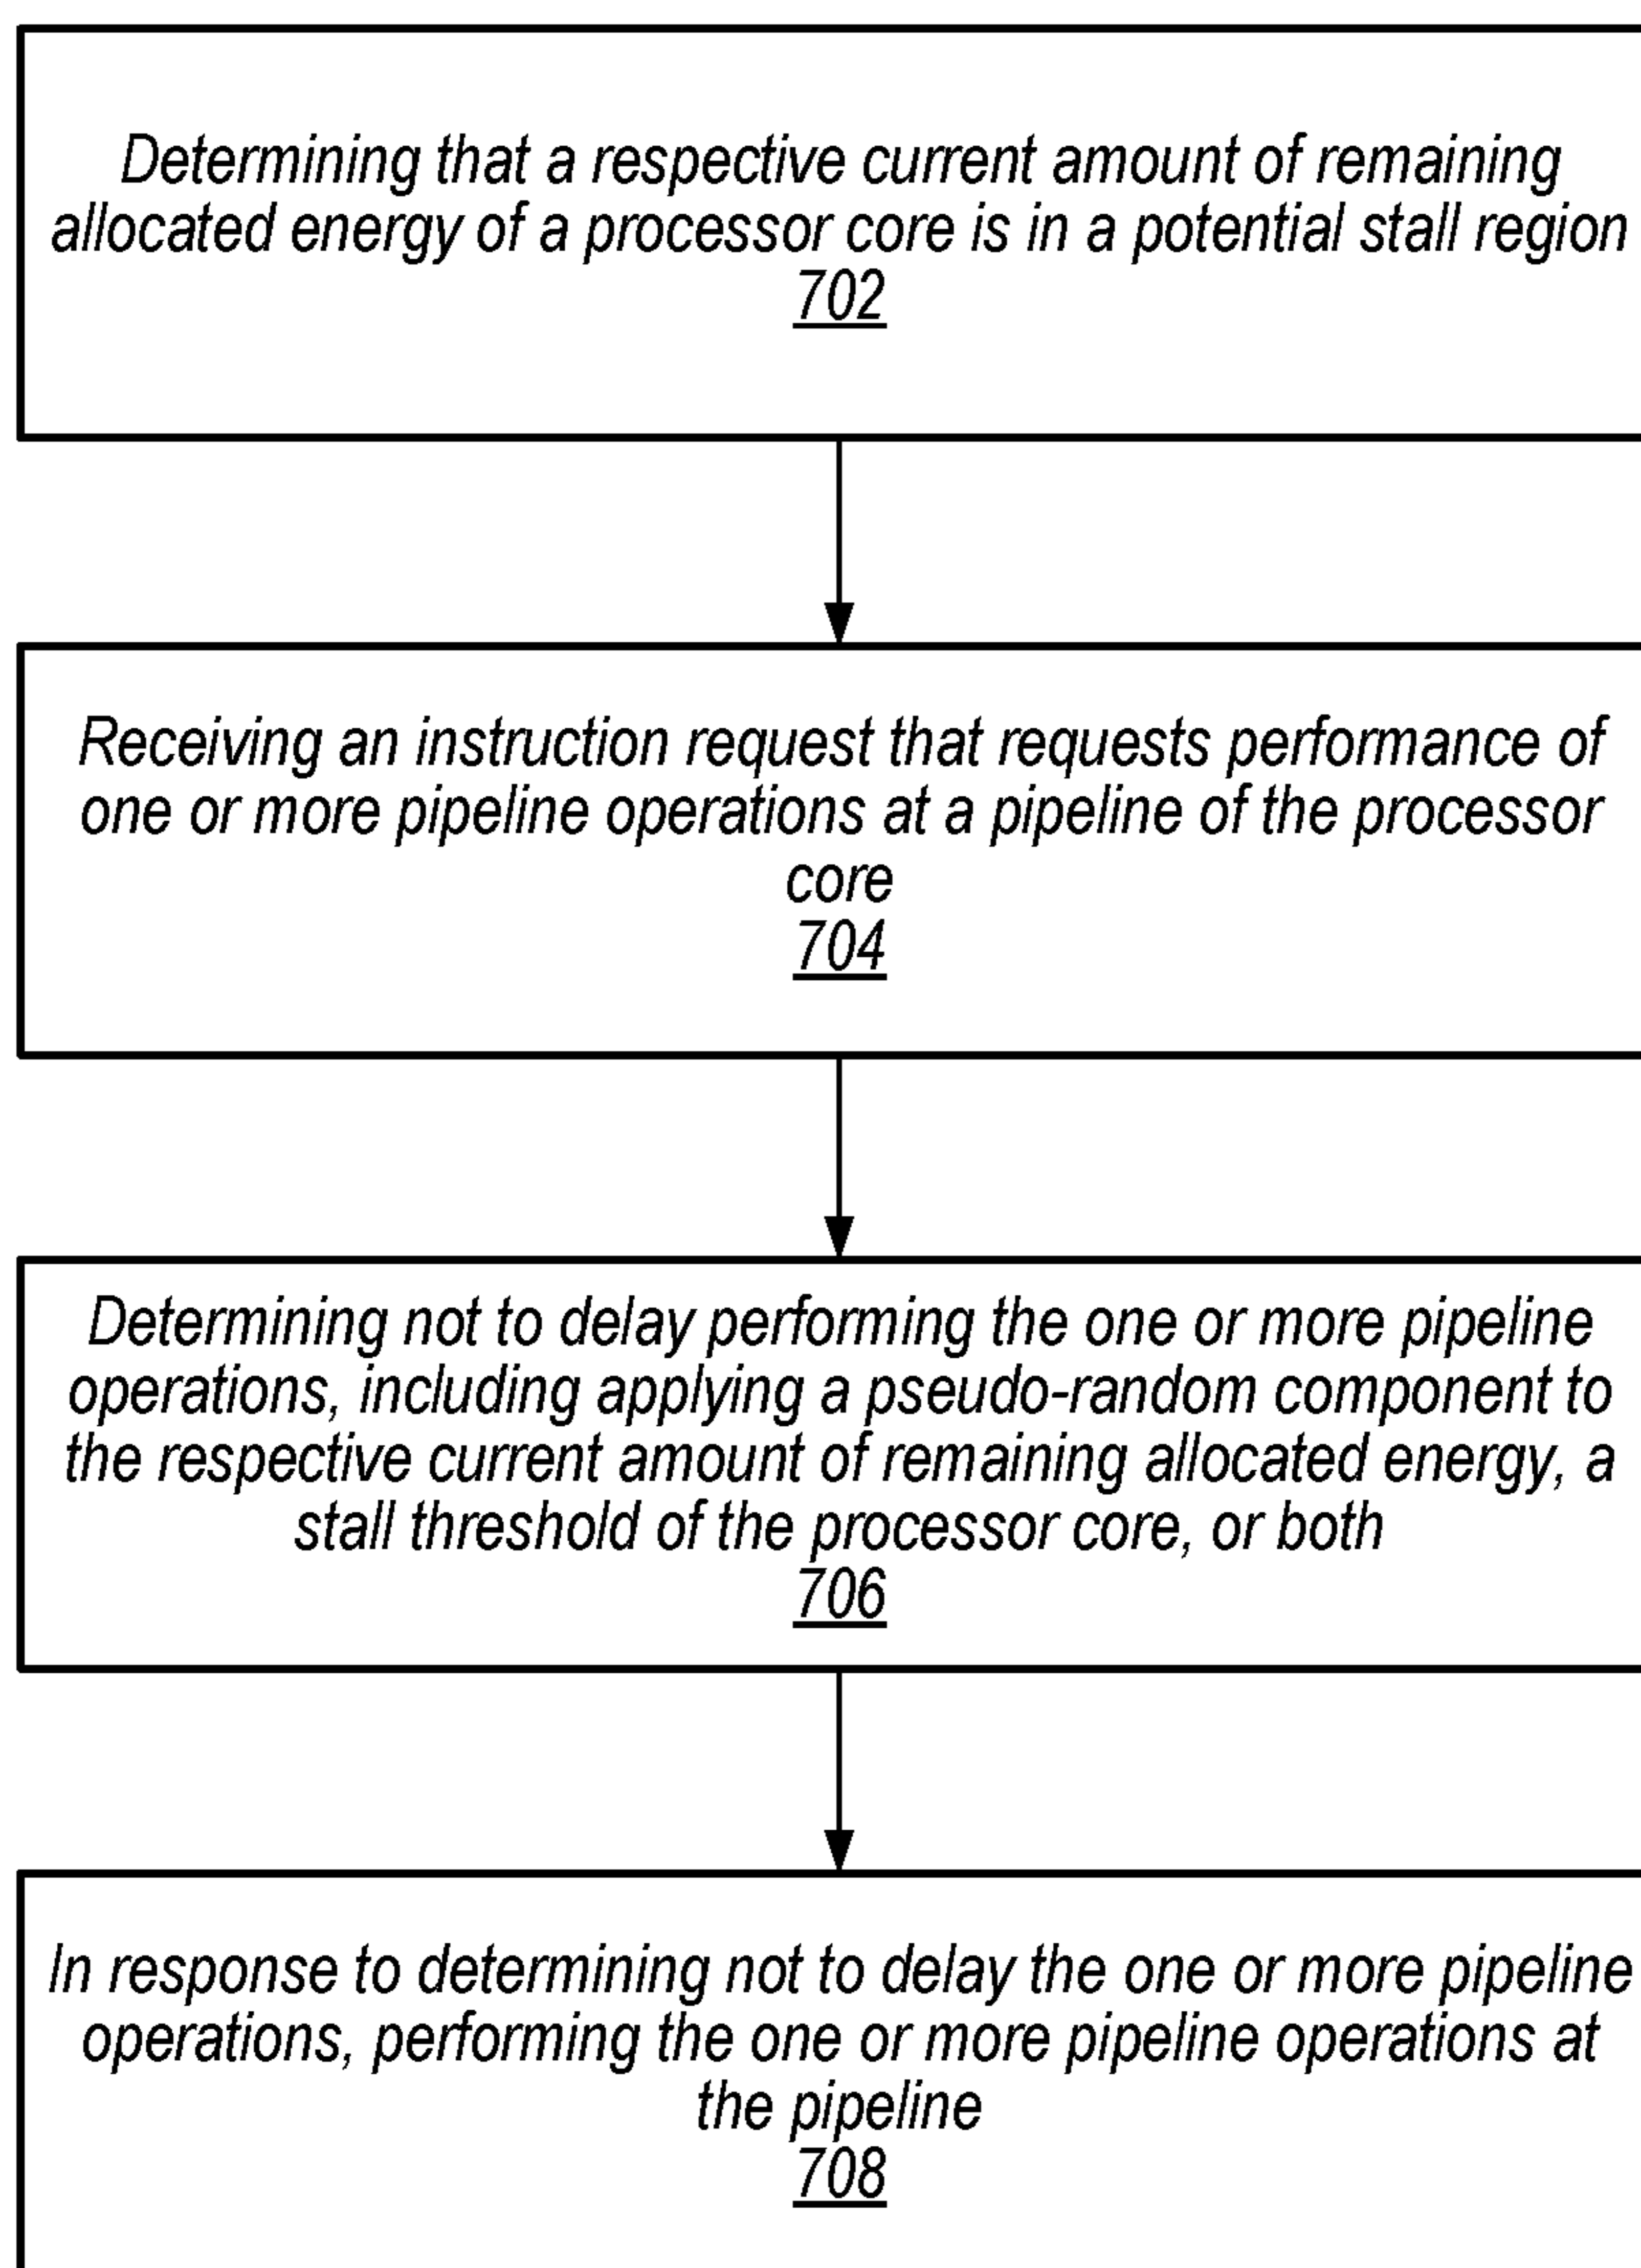 Determining that a respective current amount of remaining
allocated energy of a processor core is in a potential stall region
702
Receiving an instruction request that requests performance of
one or more pipeline operations at a pipeline of the processor
core
704
Determining not to delay performing the one or more pipeline
operations, including applying a pseudo-random component to
the respective current amount of remaining allocated energy, a
stall threshold of the processor core, or both
706
In response to determining not to delay the one or more pipeline
operations, performing the one or more pipeline operations at
the pipeline
708